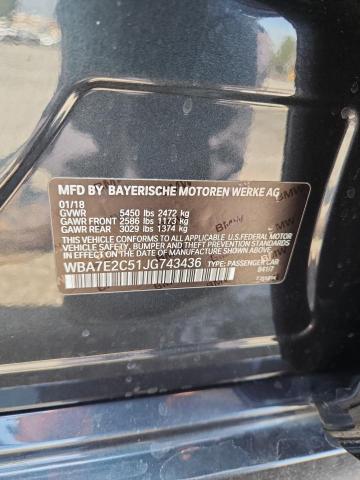 MFD BY BAYERISCHE MOTOREN WERKE AG
01/18
GVWR 5450 lbs 2472 kg
GAWR FRONT 2586 lbs 1173 kg
GAWR REAR 3029 lbs 1374 kg
THIS VEHICLE CONFORMS TO ALL APPLICABLE U.S. FEDERAL MOTOR
VEHICLE SAFETY, BUMPER, AND THEFT PREVENTION STANDARDS IN
EFFECT ON THE DATE OF MANUFACTURE SHOWN ABOVE.
WBA7E2C51JG743436 TYPE: PASSENGER CAR